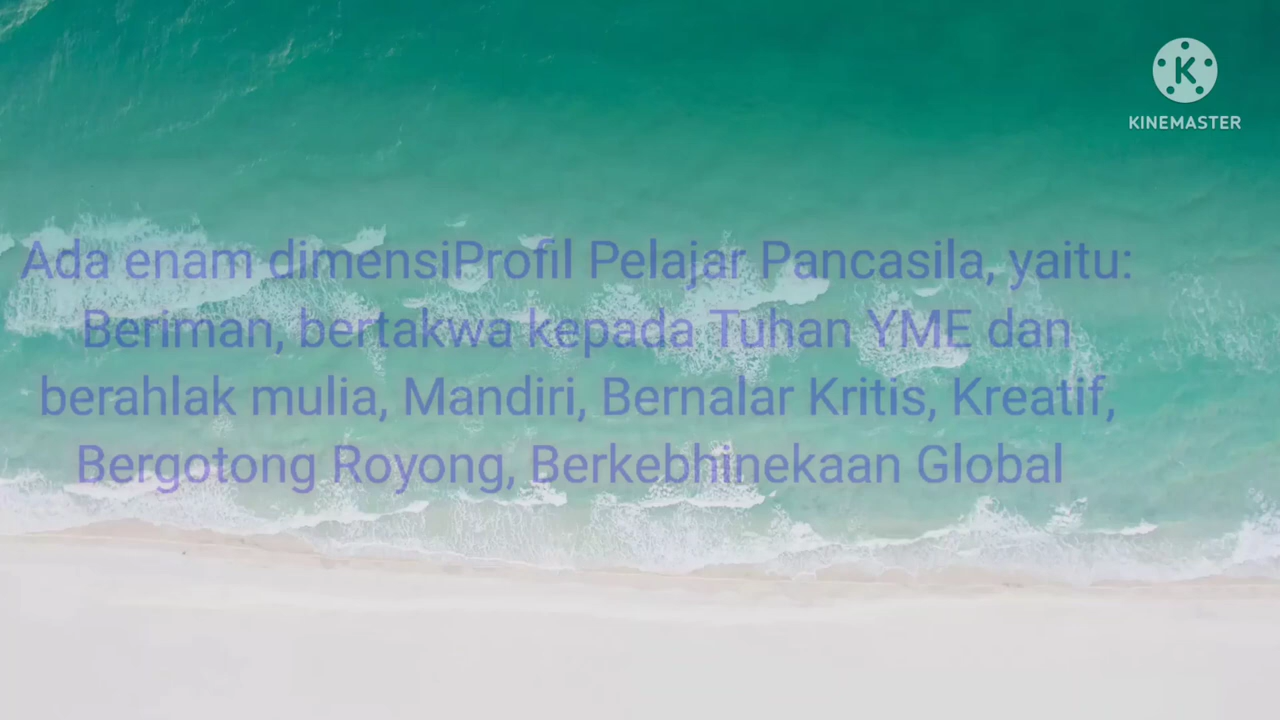 KINEMASTER
Ada enam dimensiProfil Pelajar Pancasila, yaitu:
Beriman, bertakwa kepada Tuhan YME dan
berahlak mulia, Mandiri, Bernalar Kritis, Kreatif,
Bergotong Royong, Berkebhinekaan Global